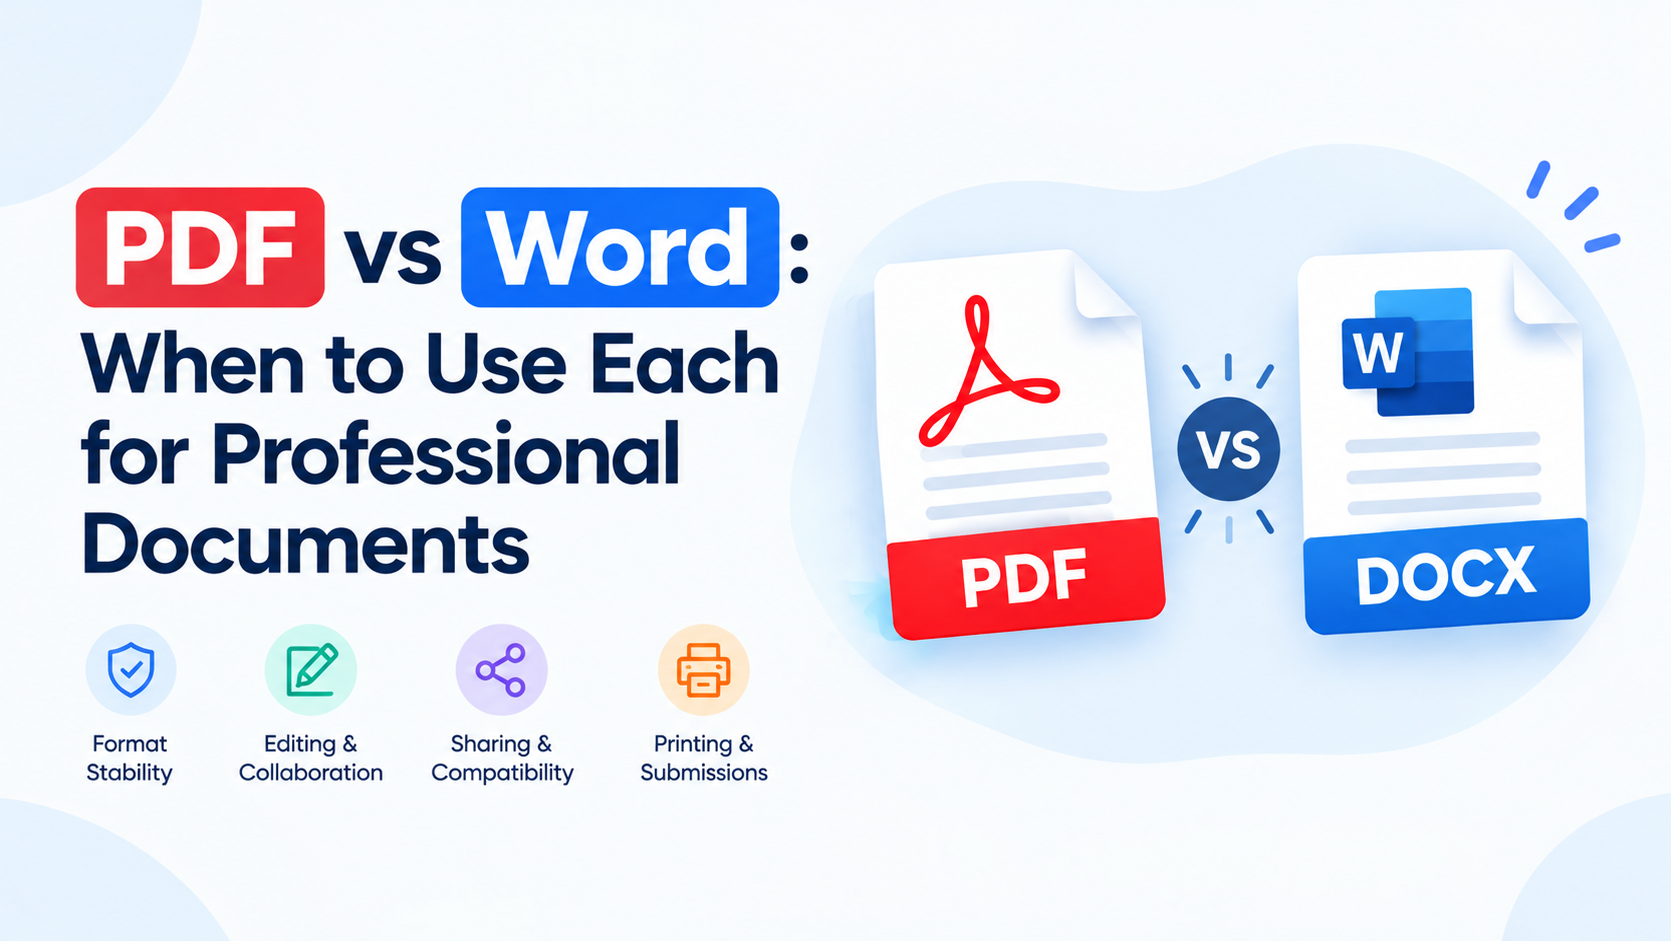 PDF vs Word:
When to Use Each
for Professional
Documents
Format
Stability
Editing &
Collaboration
Sharing &
Compatibility
Printing &
Submissions
PDF
VS
W
DOCX